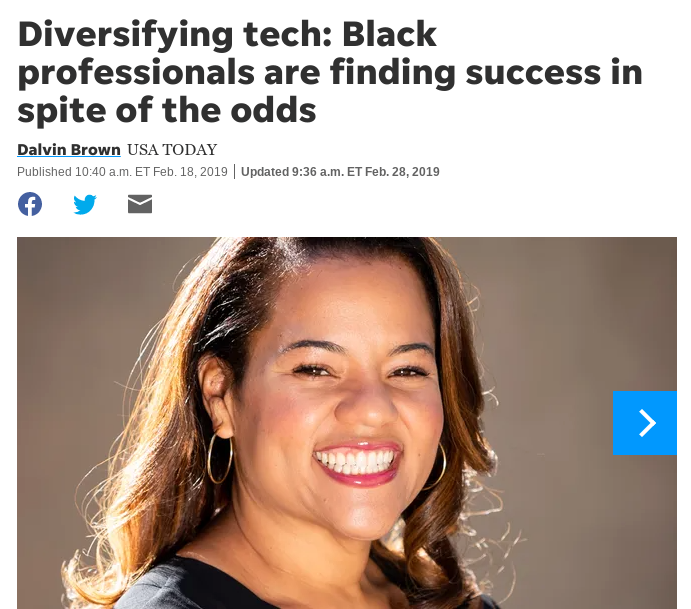 Diversifying tech: Black
professionals are finding success in
spite of the odds
Dalvin Brown USA TODAY
Published 10:40 a.m. ET Feb. 18, 2019 | Updated 9:36 a.m. ET Feb. 28, 2019